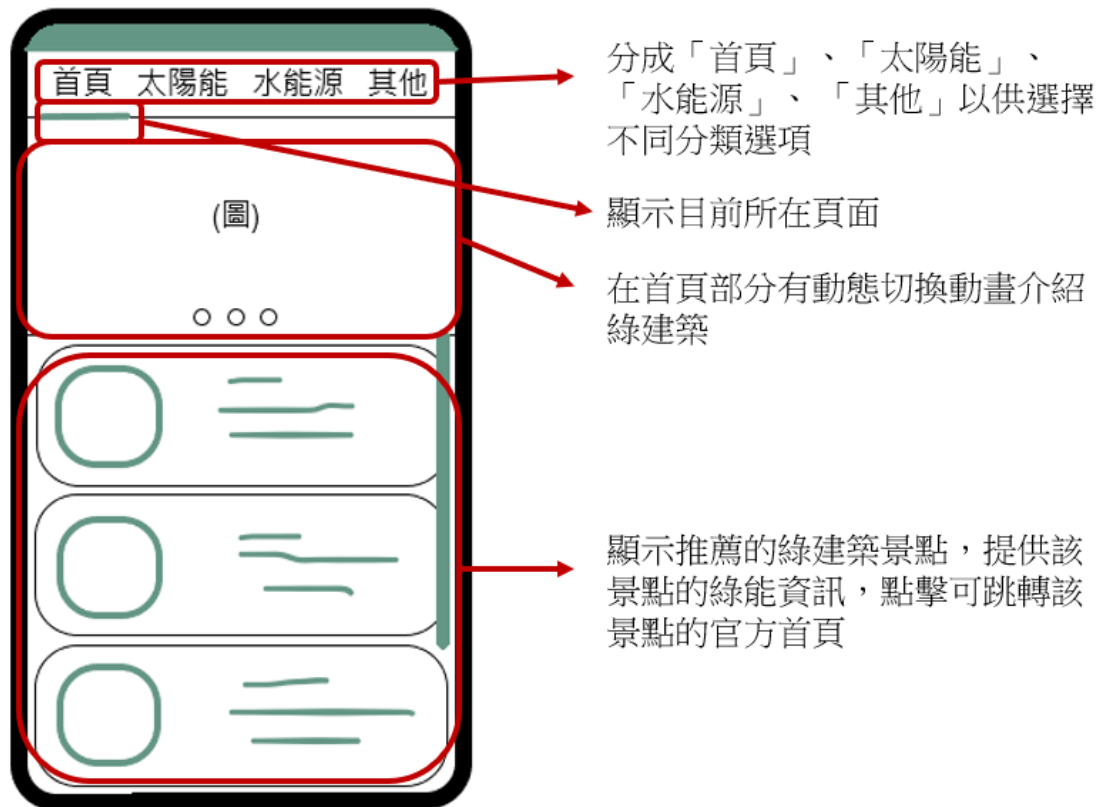 首頁 太陽能 水能源 其他
(圖)
分成「首頁」、「太陽能」、
「水能源」、「其他」以供選擇
不同分類選項
顯示目前所在頁面
在首頁部分有動態切換動畫介紹
綠建築
顯示推薦的綠建築景點，提供該
景點的綠能資訊，點擊可跳轉該
景點的官方首頁